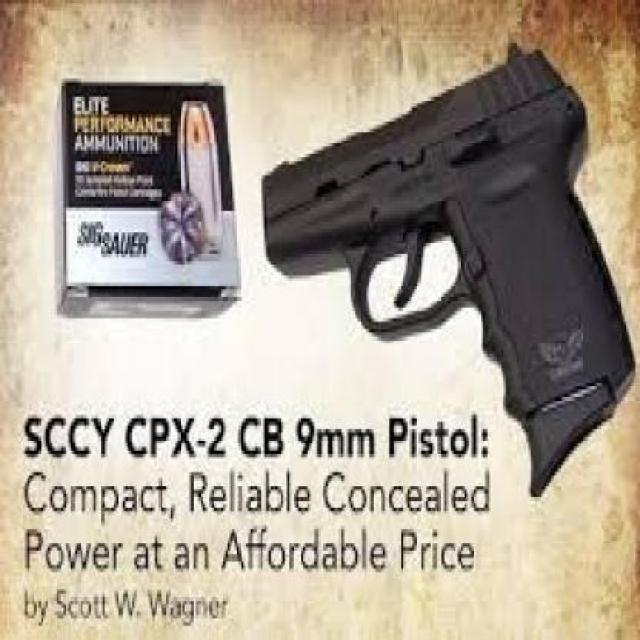 ELITE
PERFORMANCE
AMMUNITION
SIG
SAUER
SCCY CPX-2 CB 9mm Pistol:
Compact, Reliable Concealed
Power at an Affordable Price
by Scott W. Wagner